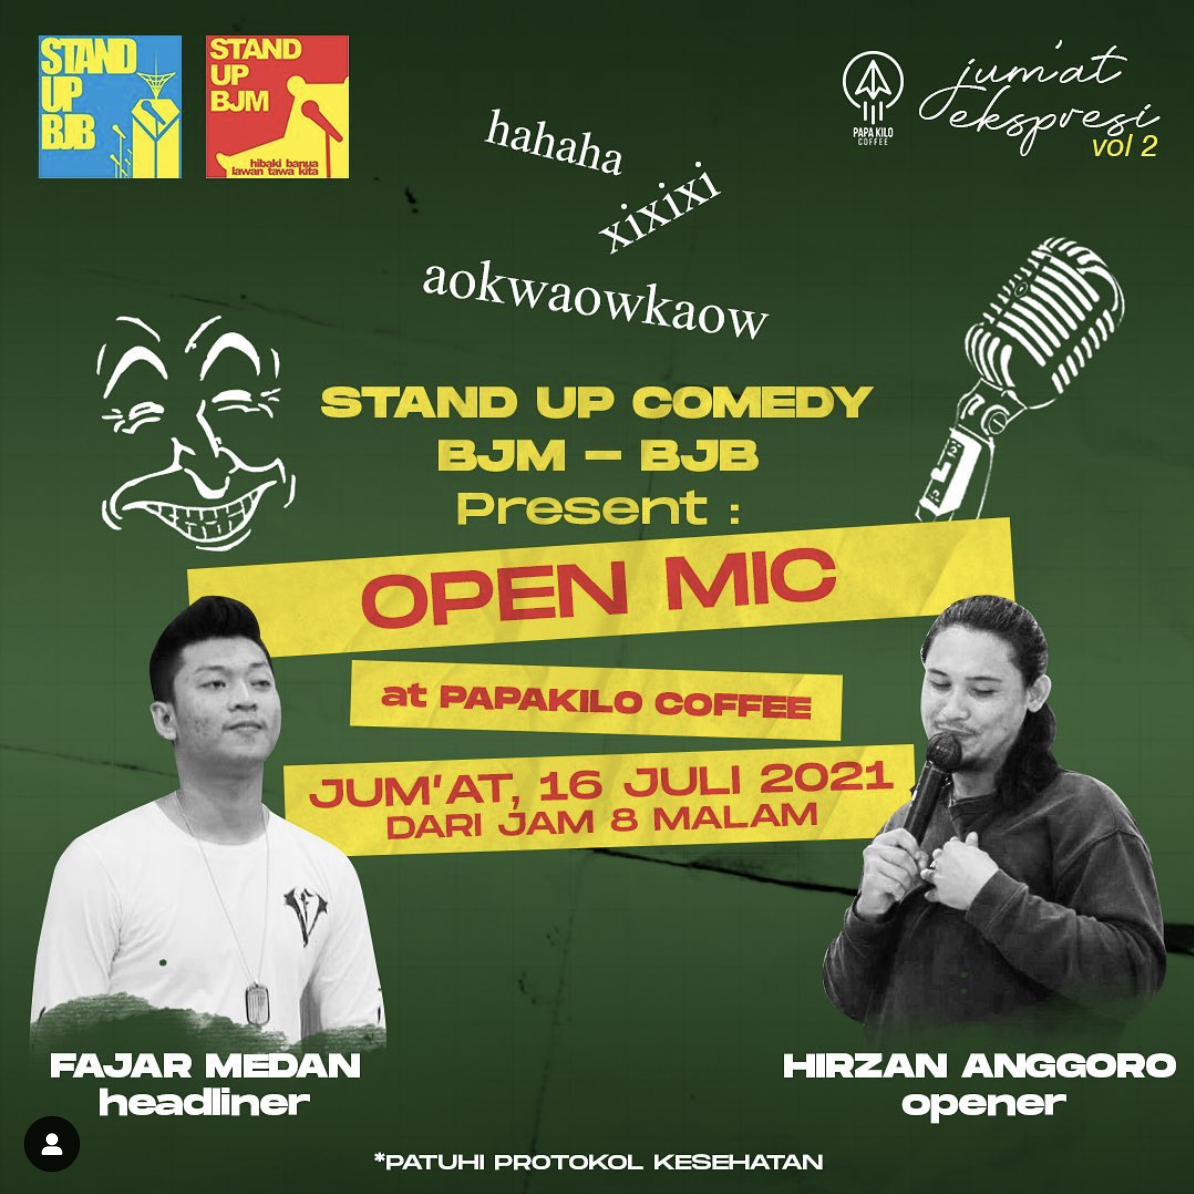 STAND
UP
BJB
STAND
UP
BJM
hibaki banua
lawan tawa kita
PAPA KILO
COFFEE
jum'at
ekspresi
vol 2
hahaha
xixixi
aokwaowkaow
STAND UP COMEDY
BJM – BJB
Present :
OPEN MIC
at PAPAKILO COFFEE
JUM'AT, 16 JULI 2021
DARI JAM 8 MALAM
FAJAR MEDAN
headliner
HIRZAN ANGGORO
opener
*PATUHI PROTOKOL KESEHATAN